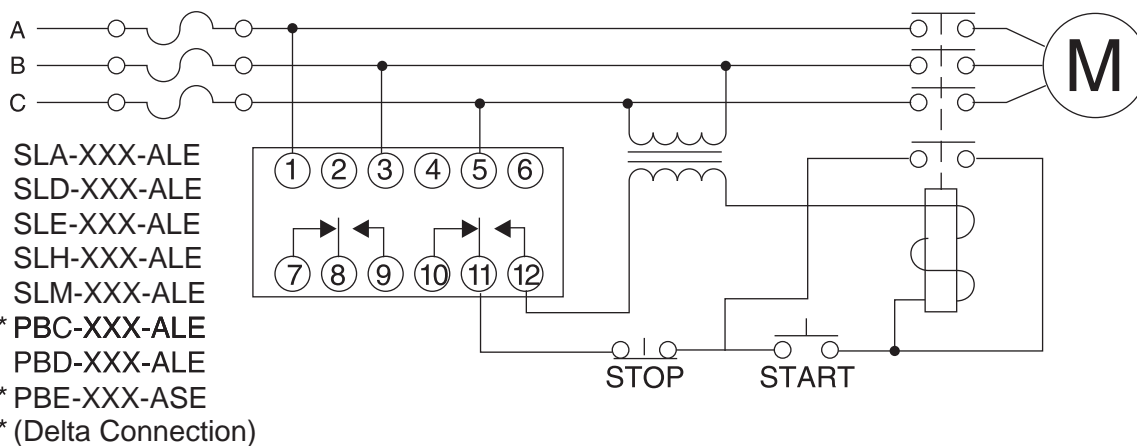 A
B
C
M
SLA-XXX-ALE
SLD-XXX-ALE
SLE-XXX-ALE
SLH-XXX-ALE
SLM-XXX-ALE
* PBC-XXX-ALE
PBD-XXX-ALE
* PBE-XXX-ASE
* (Delta Connection)
1 2 3 4 5 6
7 8 9 10 11 12
STOP START